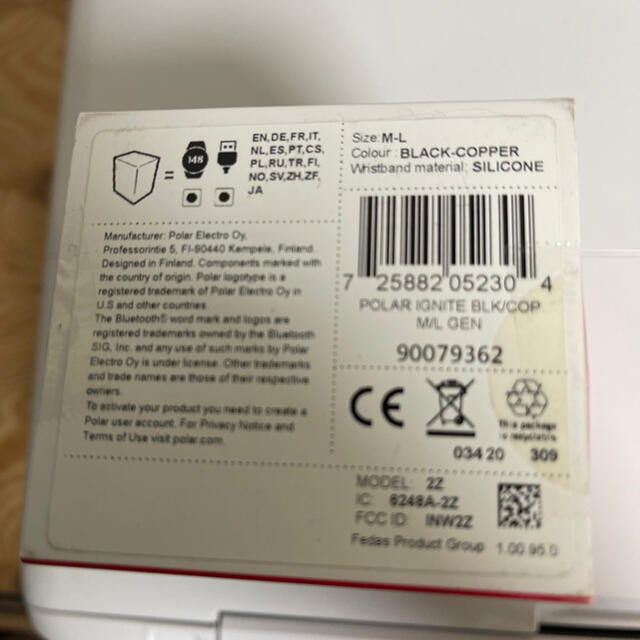 148
EN,DE,FR,IT,
NL,ES,PT,CS,
PL,RU,TR,FI,
NO,SV,ZH,ZF,
JA
Size: M-L
Colour: BLACK-COPPER
Wristband material: SILICONE
Manufacturer: Polar Electro Oy,
Professorintie 5, FI-90440 Kempele, Finland.
Designed in Finland. Components marked with
the country of origin. Polar logotype is a
registered trademark of Polar Electro Oy in
U.S and other countries.
The Bluetooth® word mark and logos are
registered trademarks owned by the Bluetooth
SIG, Inc. and any use of such marks by Polar
Electro Oy is under license. Other trademarks
and trade names are those of their respective
owners.
To activate your product you need to create a
Polar user account. For Privacy Notice and
Terms of Use visit polar.com.
7 25882 05230 4
POLAR IGNITE BLK/COP
M/L GEN
90079362
CE
This package
is recyclable.
034 20 309
MODEL: 2Z
IC: 6248A-2Z
FCC ID: INW2Z
Fedas Product Group 1.00.95.0